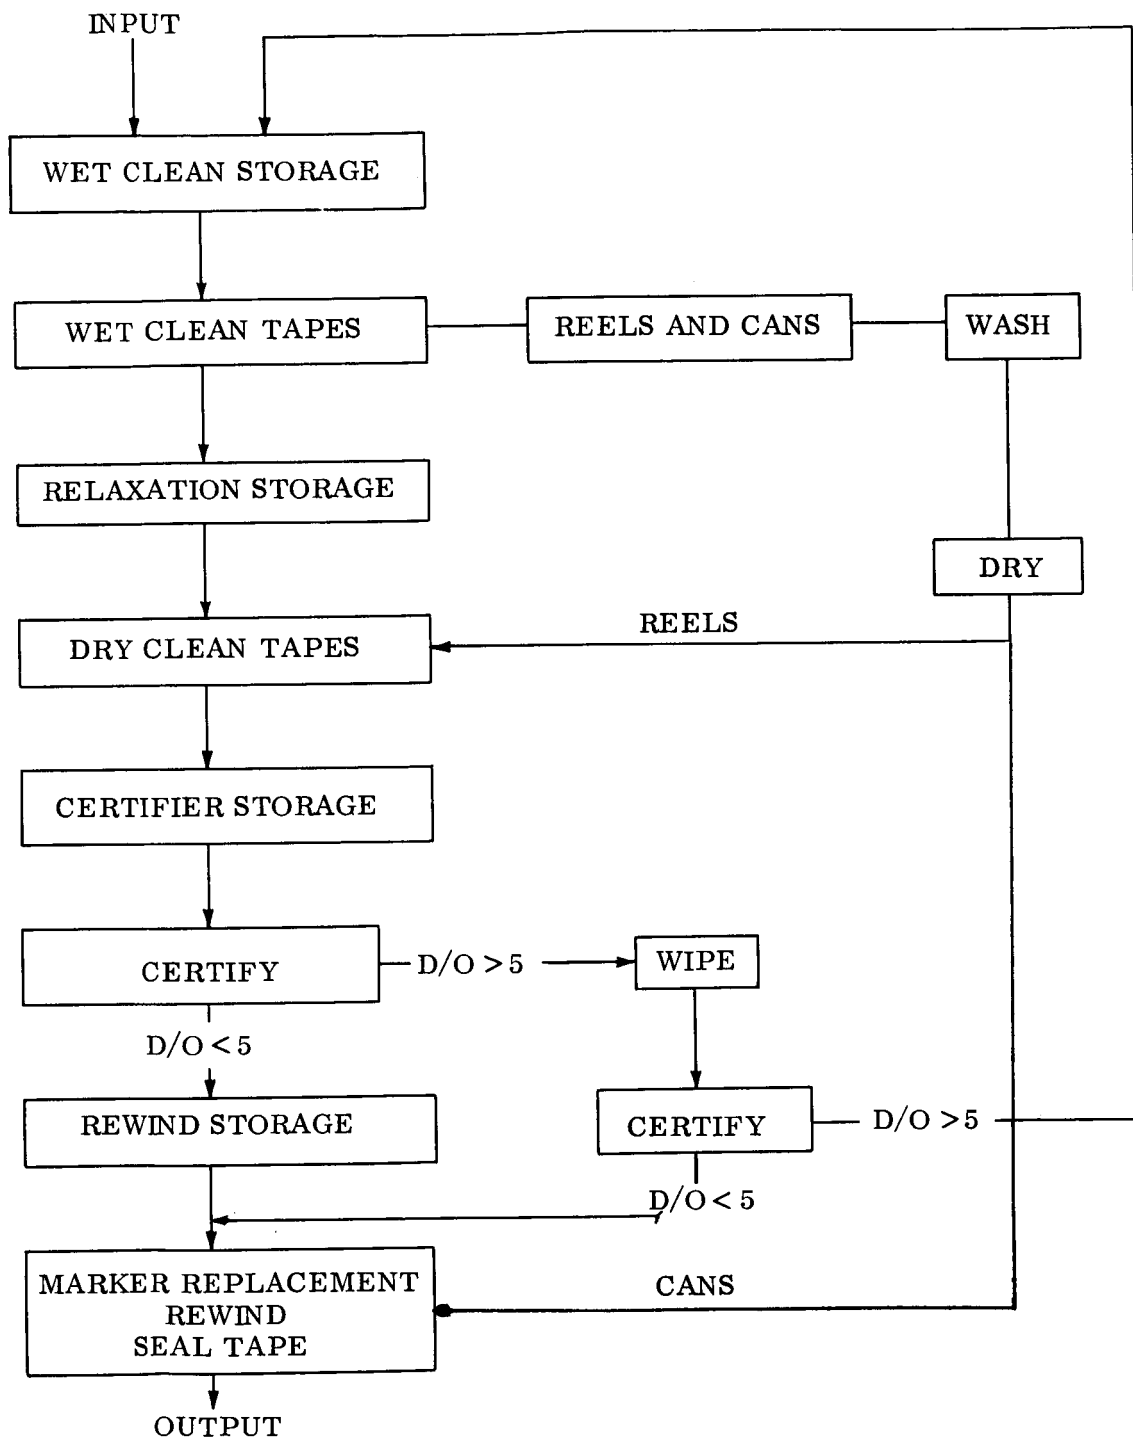 INPUT
WET CLEAN STORAGE
WET CLEAN TAPES
REELS AND CANS
WASH
RELAXATION STORAGE
DRY
REELS
DRY CLEAN TAPES
CERTIFIER STORAGE
CERTIFY
D/O > 5
WIPE
D/O < 5
REWIND STORAGE
CERTIFY
D/O > 5
D/O < 5
MARKER REPLACEMENT
REWIND
SEAL TAPE
CANS
OUTPUT